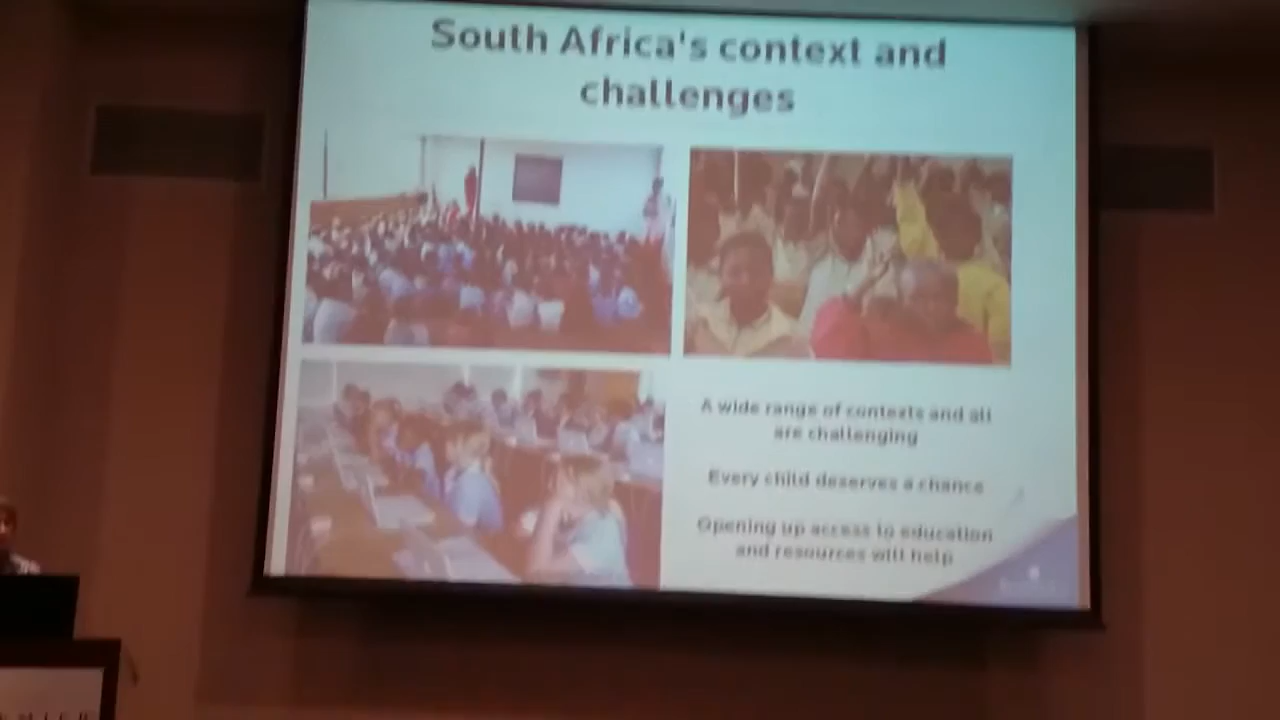 South Africa's context and
challenges
A wide range of contexts and all
are challenging
Every child deserves a chance
Opening up access to education
and resources will help